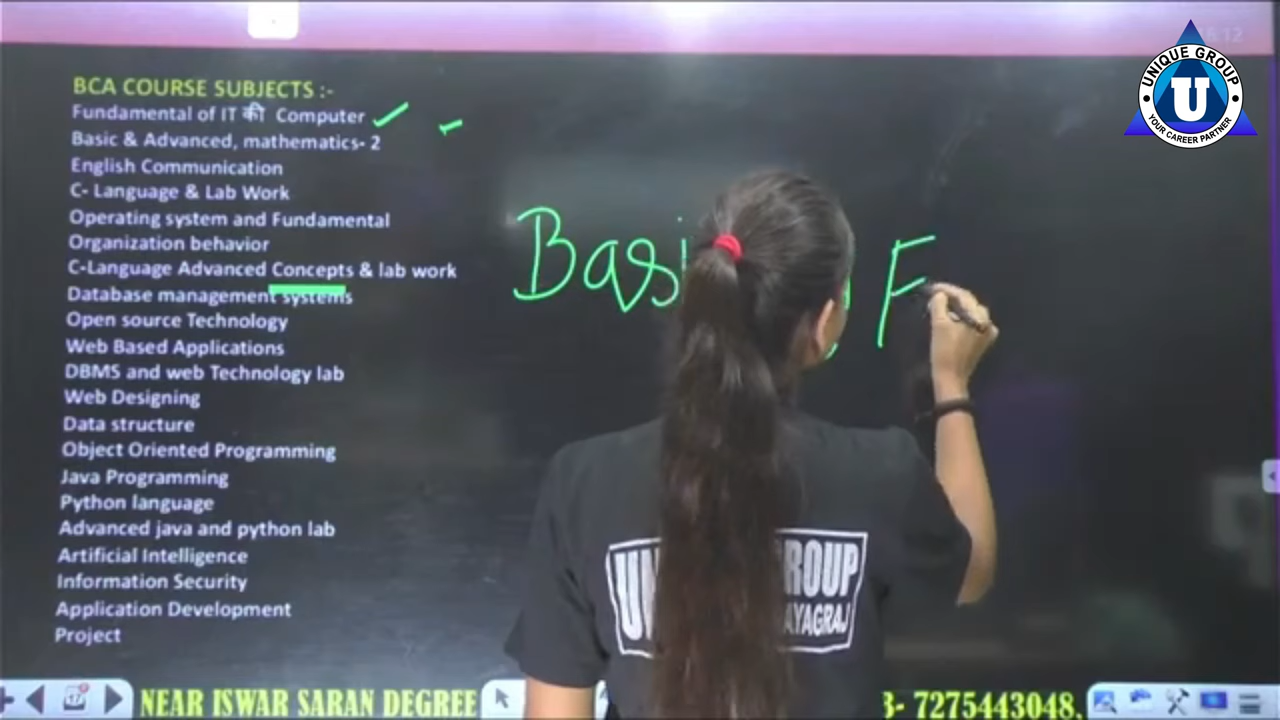 BCA COURSE SUBJECTS :-
Fundamental of IT की Computer
Basic & Advanced, mathematics- 2
English Communication
C- Language & Lab Work
Operating system and Fundamental
Organization behavior
C-Language Advanced Concepts & lab work
Database management systems
Open source Technology
Web Based Applications
DBMS and web Technology lab
Web Designing
Data structure
Object Oriented Programming
Java Programming
Python language
Advanced java and python lab
Artificial Intelligence
Information Security
Application Development
Project
Basi F
UNIQUE GROUP
U
YOUR CAREER PARTNER
GROUP
NEAR ISWAR SARAN DEGREE
7275443048,